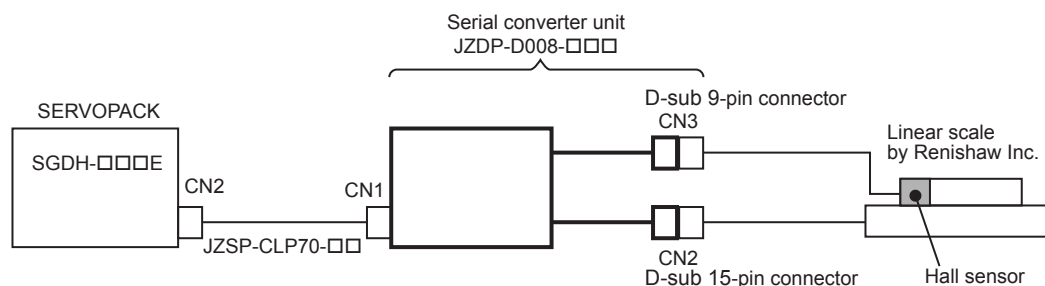 Serial converter unit
JZDP-D008-□□□
D-sub 9-pin connector
SERVOPACK
CN3
Linear scale
by Renishaw Inc.
SGDH-□□□E
CN2
CN1
JZSP-CLP70-□□
CN2
D-sub 15-pin connector
Hall sensor